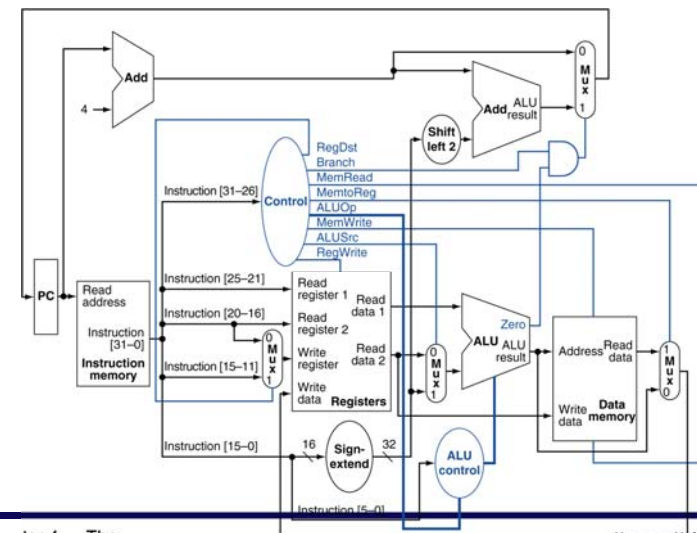 0
M
u
x
1
Add
4
Add ALU
result
Shift
left 2
RegDst
Branch
MemRead
MemtoReg
ALUOp
MemWrite
ALUSrc
RegWrite
Control
Instruction [31–26]
Instruction [25–21]
Instruction [20–16]
Instruction [15–11]
Instruction [15–0]
PC
Read
address
Instruction
[31–0]
Instruction
memory
0
M
u
x
1
Read
register 1
Read
register 2
Write
register
Write
data
Read
data 1
Read
data 2
Registers
0
M
u
x
1
Zero
ALU ALU
result
Address
Read
data
Write
data
Data
memory
1
M
u
x
0
16
Sign-
extend
32
ALU
control
Instruction [5–0]